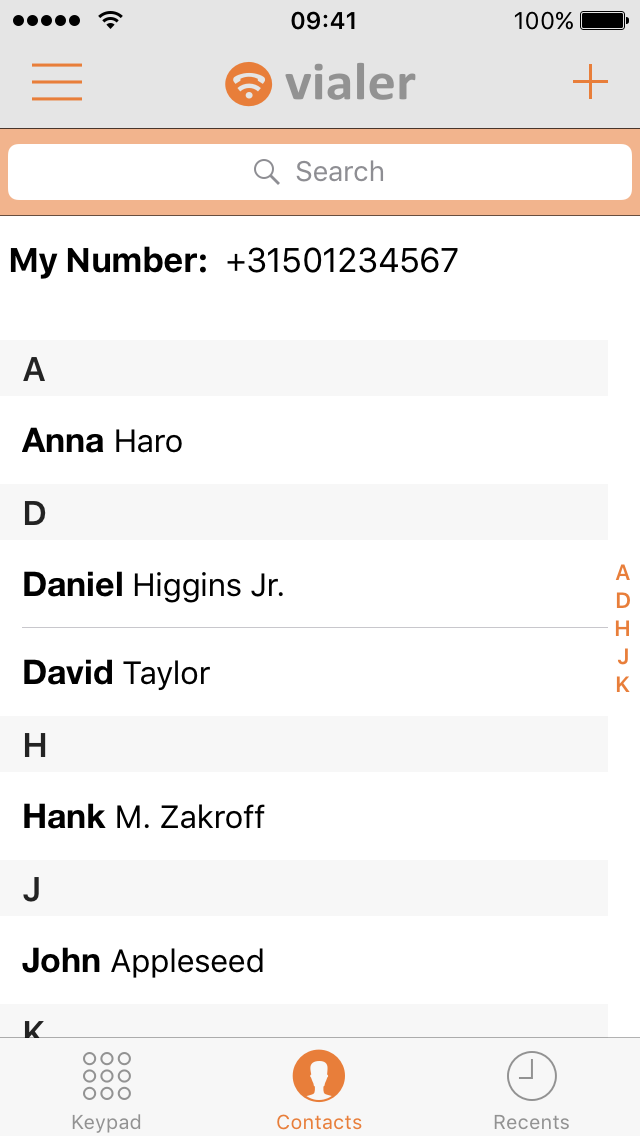 09:41 100%
vialer
Search
My Number: +31501234567
A
Anna Haro
D
Daniel Higgins Jr.
David Taylor
H
Hank M. Zakroff
J
John Appleseed
K
A
D
H
J
K
Keypad Contacts Recents